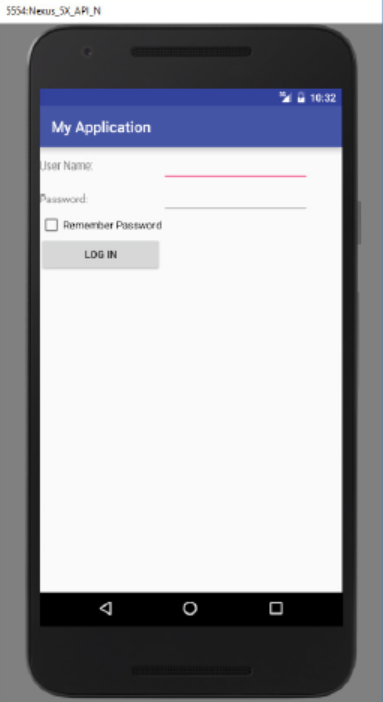 5554:Nexus_5X_API_N
10:32
My Application
User Name:
Password:
Remember Password
LOG IN